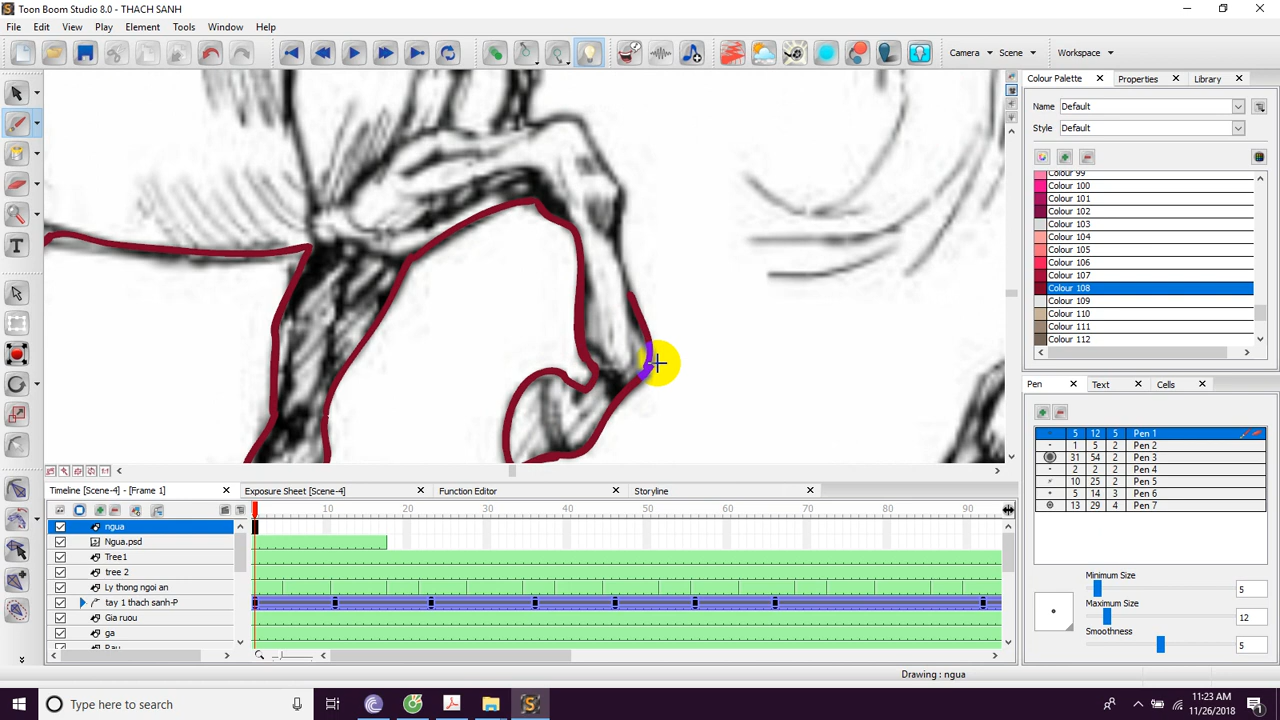 Toon Boom Studio 8.0 - THACH SANH
File Edit View Play Element Tools Window Help
Camera Scene Workspace
Colour Palette Properties Library
Name Default
Style Default
Colour 99
Colour 100
Colour 101
Colour 102
Colour 103
Colour 104
Colour 105
Colour 106
Colour 107
Colour 108
Colour 109
Colour 110
Colour 111
Colour 112
Pen Text Cells
5 12 5 Pen 1
1 5 2 Pen 2
31 54 2 Pen 3
2 2 2 Pen 4
10 25 2 Pen 5
5 14 3 Pen 6
13 29 4 Pen 7
Minimum Size
5
Maximum Size
12
Smoothness
5
Timeline [Scene-4] - [Frame 1] Exposure Sheet [Scene-4] Function Editor Storyline
10 20 30 40 50 60 70 80 90
ngua
Ngua.psd
Tree1
tree 2
Ly thong ngoi an
tay 1 thach sanh-P
Gia ruou
ga
Drawing : ngua
Type here to search
11:23 AM
11/26/2018